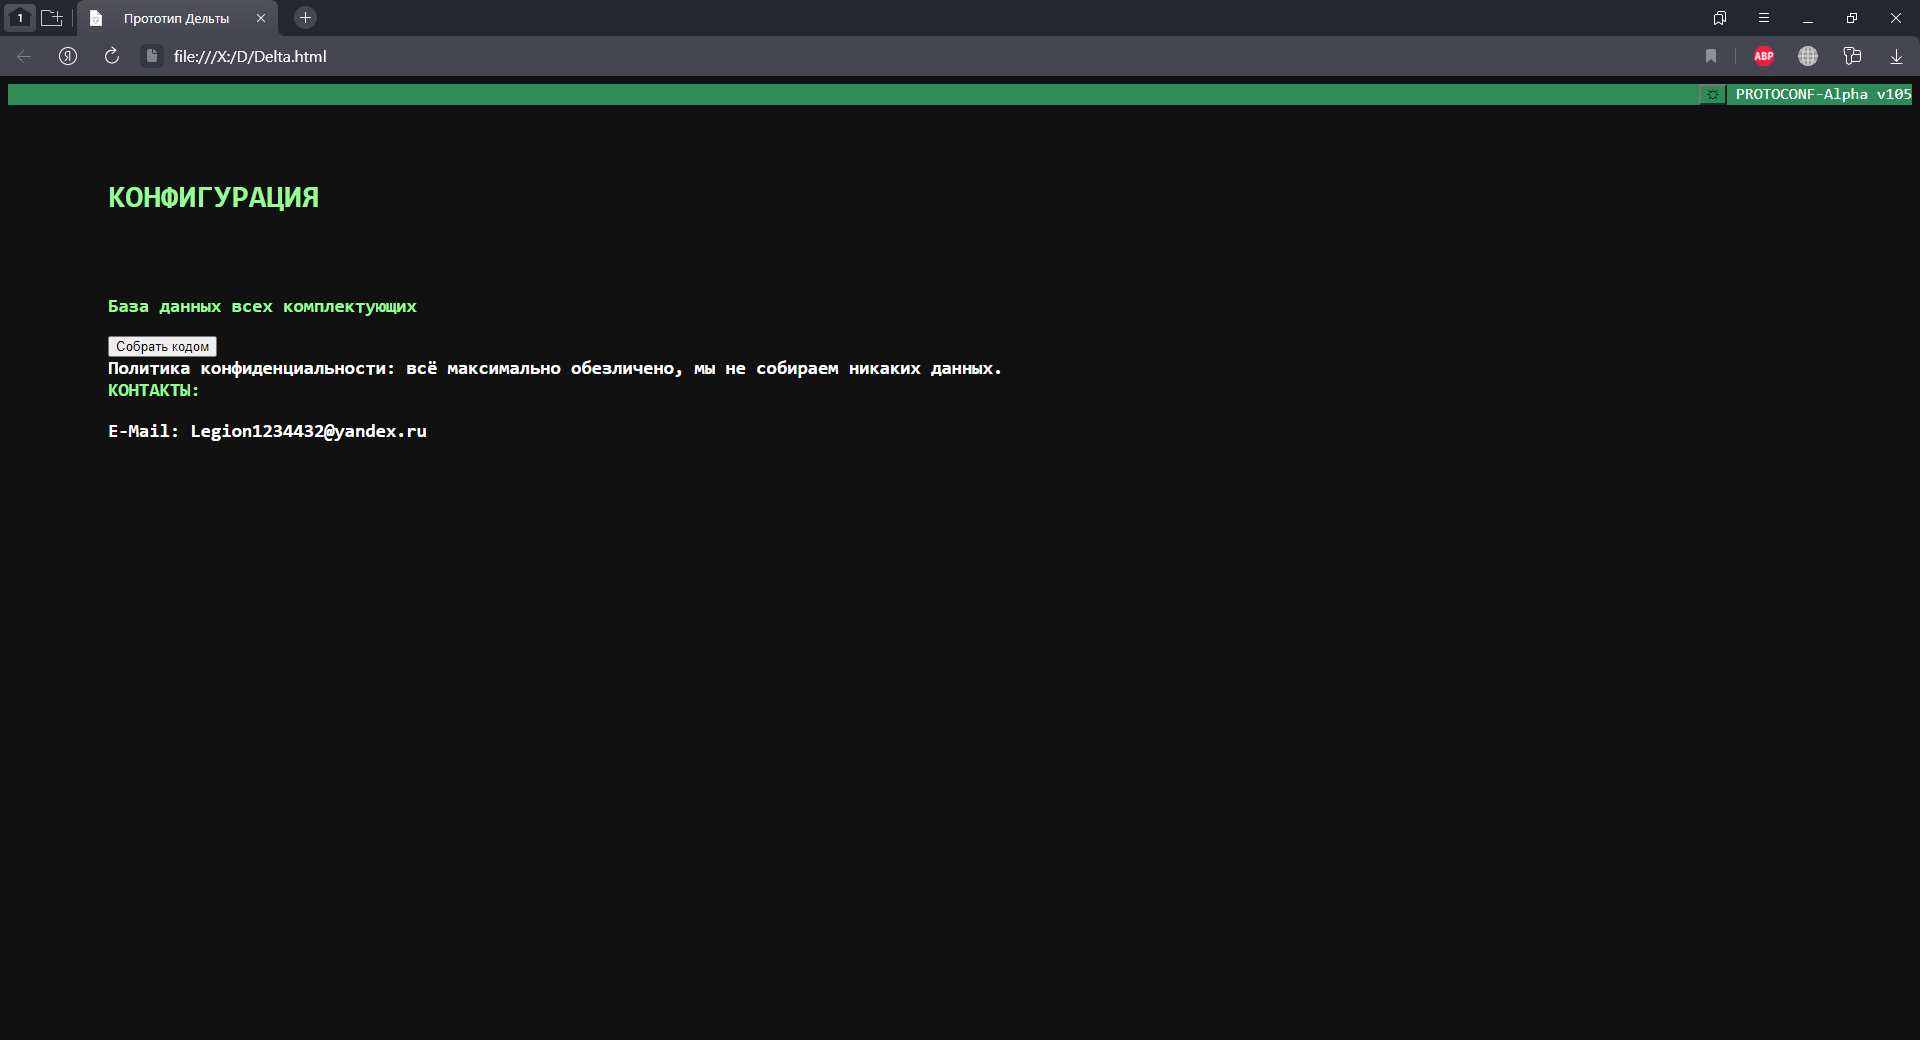 1
Прототип Дельты
Я
file:///X:/D/Delta.html
ABP
PROTOCONF-Alpha v105
КОНФИГУРАЦИЯ
База данных всех комплектующих
Собрать кодом
Политика конфиденциальности: всё максимально обезличено, мы не собираем никаких данных.
КОНТАКТЫ:
E-Mail: Legion1234432@yandex.ru